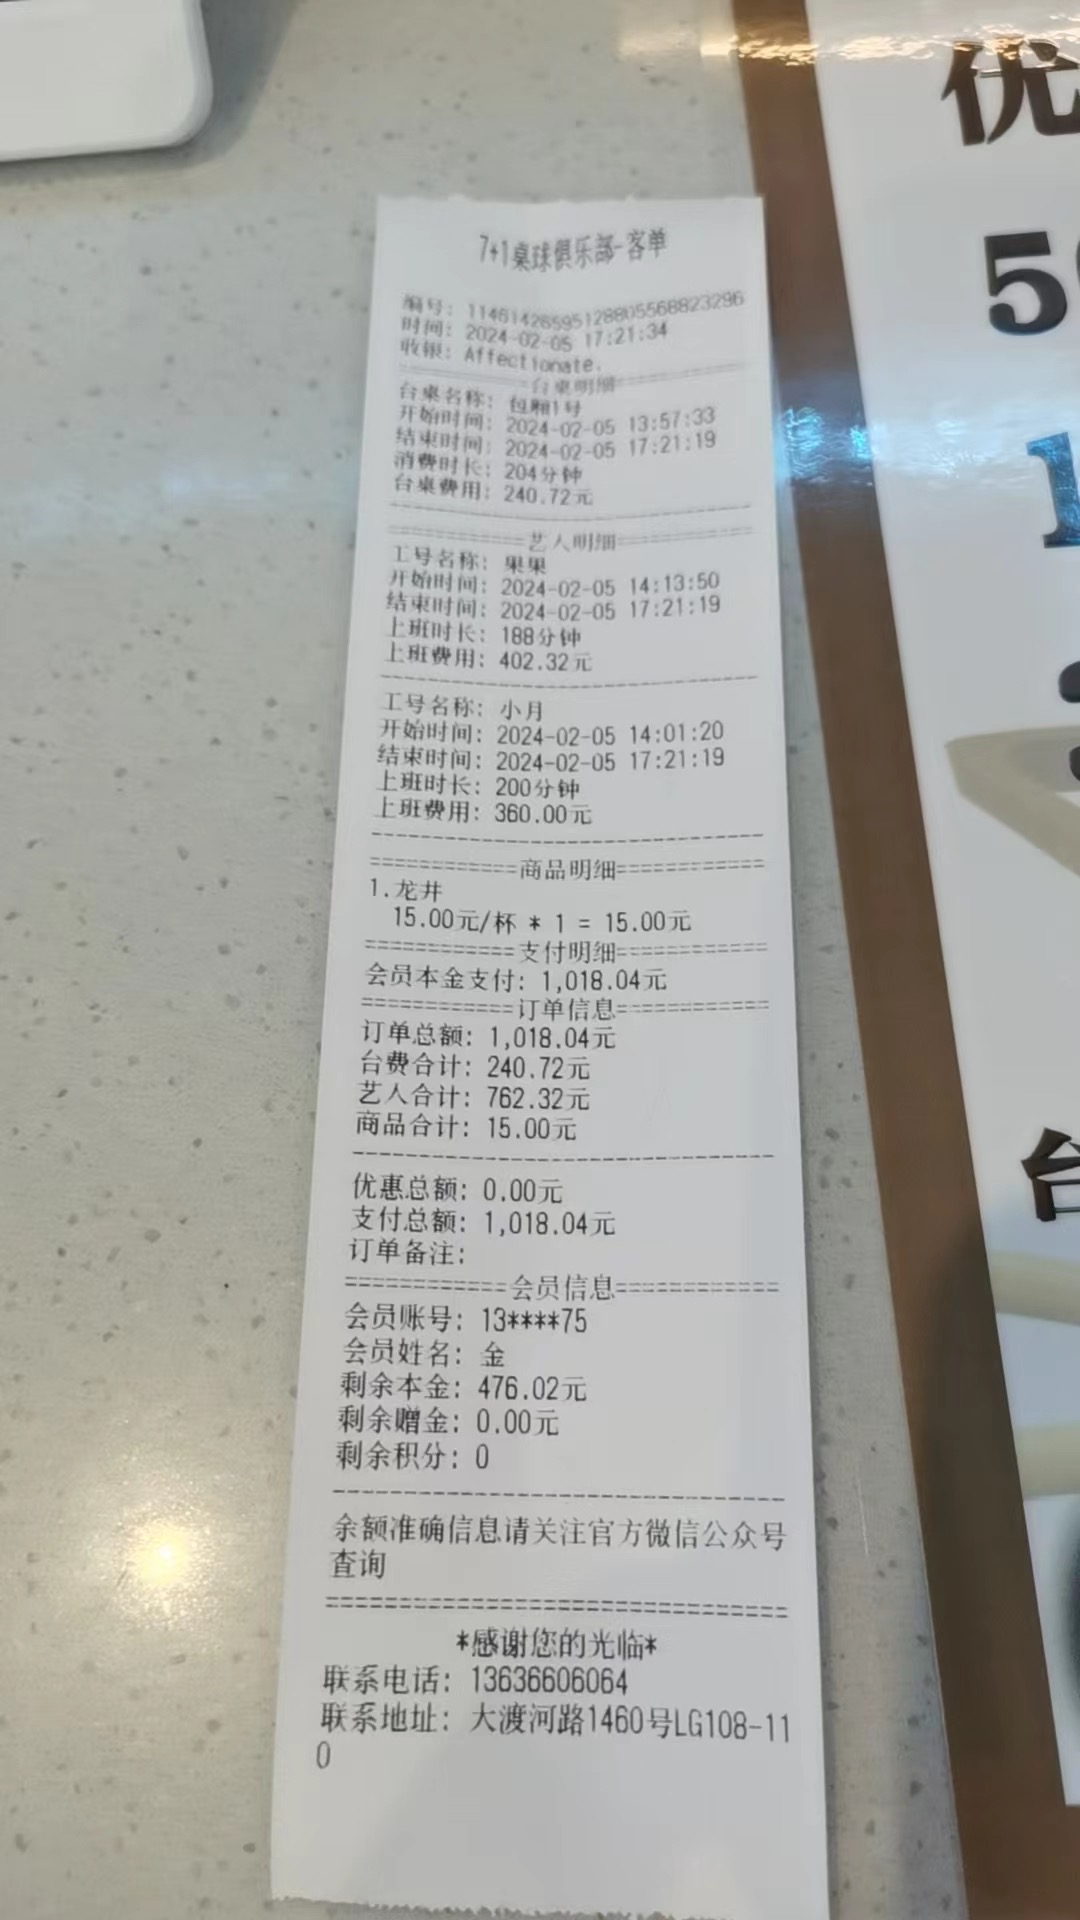 7+1桌球俱乐部-客单
编号: 11461426595128805568823296
时间: 2024-02-05 17:21:34
收银: Affectionate.
============台桌明细============
台桌名称: 包厢1号
开始时间: 2024-02-05 13:57:33
结束时间: 2024-02-05 17:21:19
消费时长: 204分钟
台桌费用: 240.72元
============艺人明细============
工号名称: 果果
开始时间: 2024-02-05 14:13:50
结束时间: 2024-02-05 17:21:19
上班时长: 188分钟
上班费用: 402.32元
工号名称: 小月
开始时间: 2024-02-05 14:01:20
结束时间: 2024-02-05 17:21:19
上班时长: 200分钟
上班费用: 360.00元
============商品明细============
1.龙井
15.00元/杯 * 1 = 15.00元
============支付明细============
会员本金支付: 1,018.04元
============订单信息============
订单总额: 1,018.04元
台费合计: 240.72元
艺人合计: 762.32元
商品合计: 15.00元
优惠总额: 0.00元
支付总额: 1,018.04元
订单备注:
============会员信息============
会员账号: 13****75
会员姓名: 金
剩余本金: 476.02元
剩余赠金: 0.00元
剩余积分: 0
余额准确信息请关注官方微信公众号
查询
*感谢您的光临*
联系电话: 13636606064
联系地址: 大渡河路1460号LG108-11
0
优
5
1
台